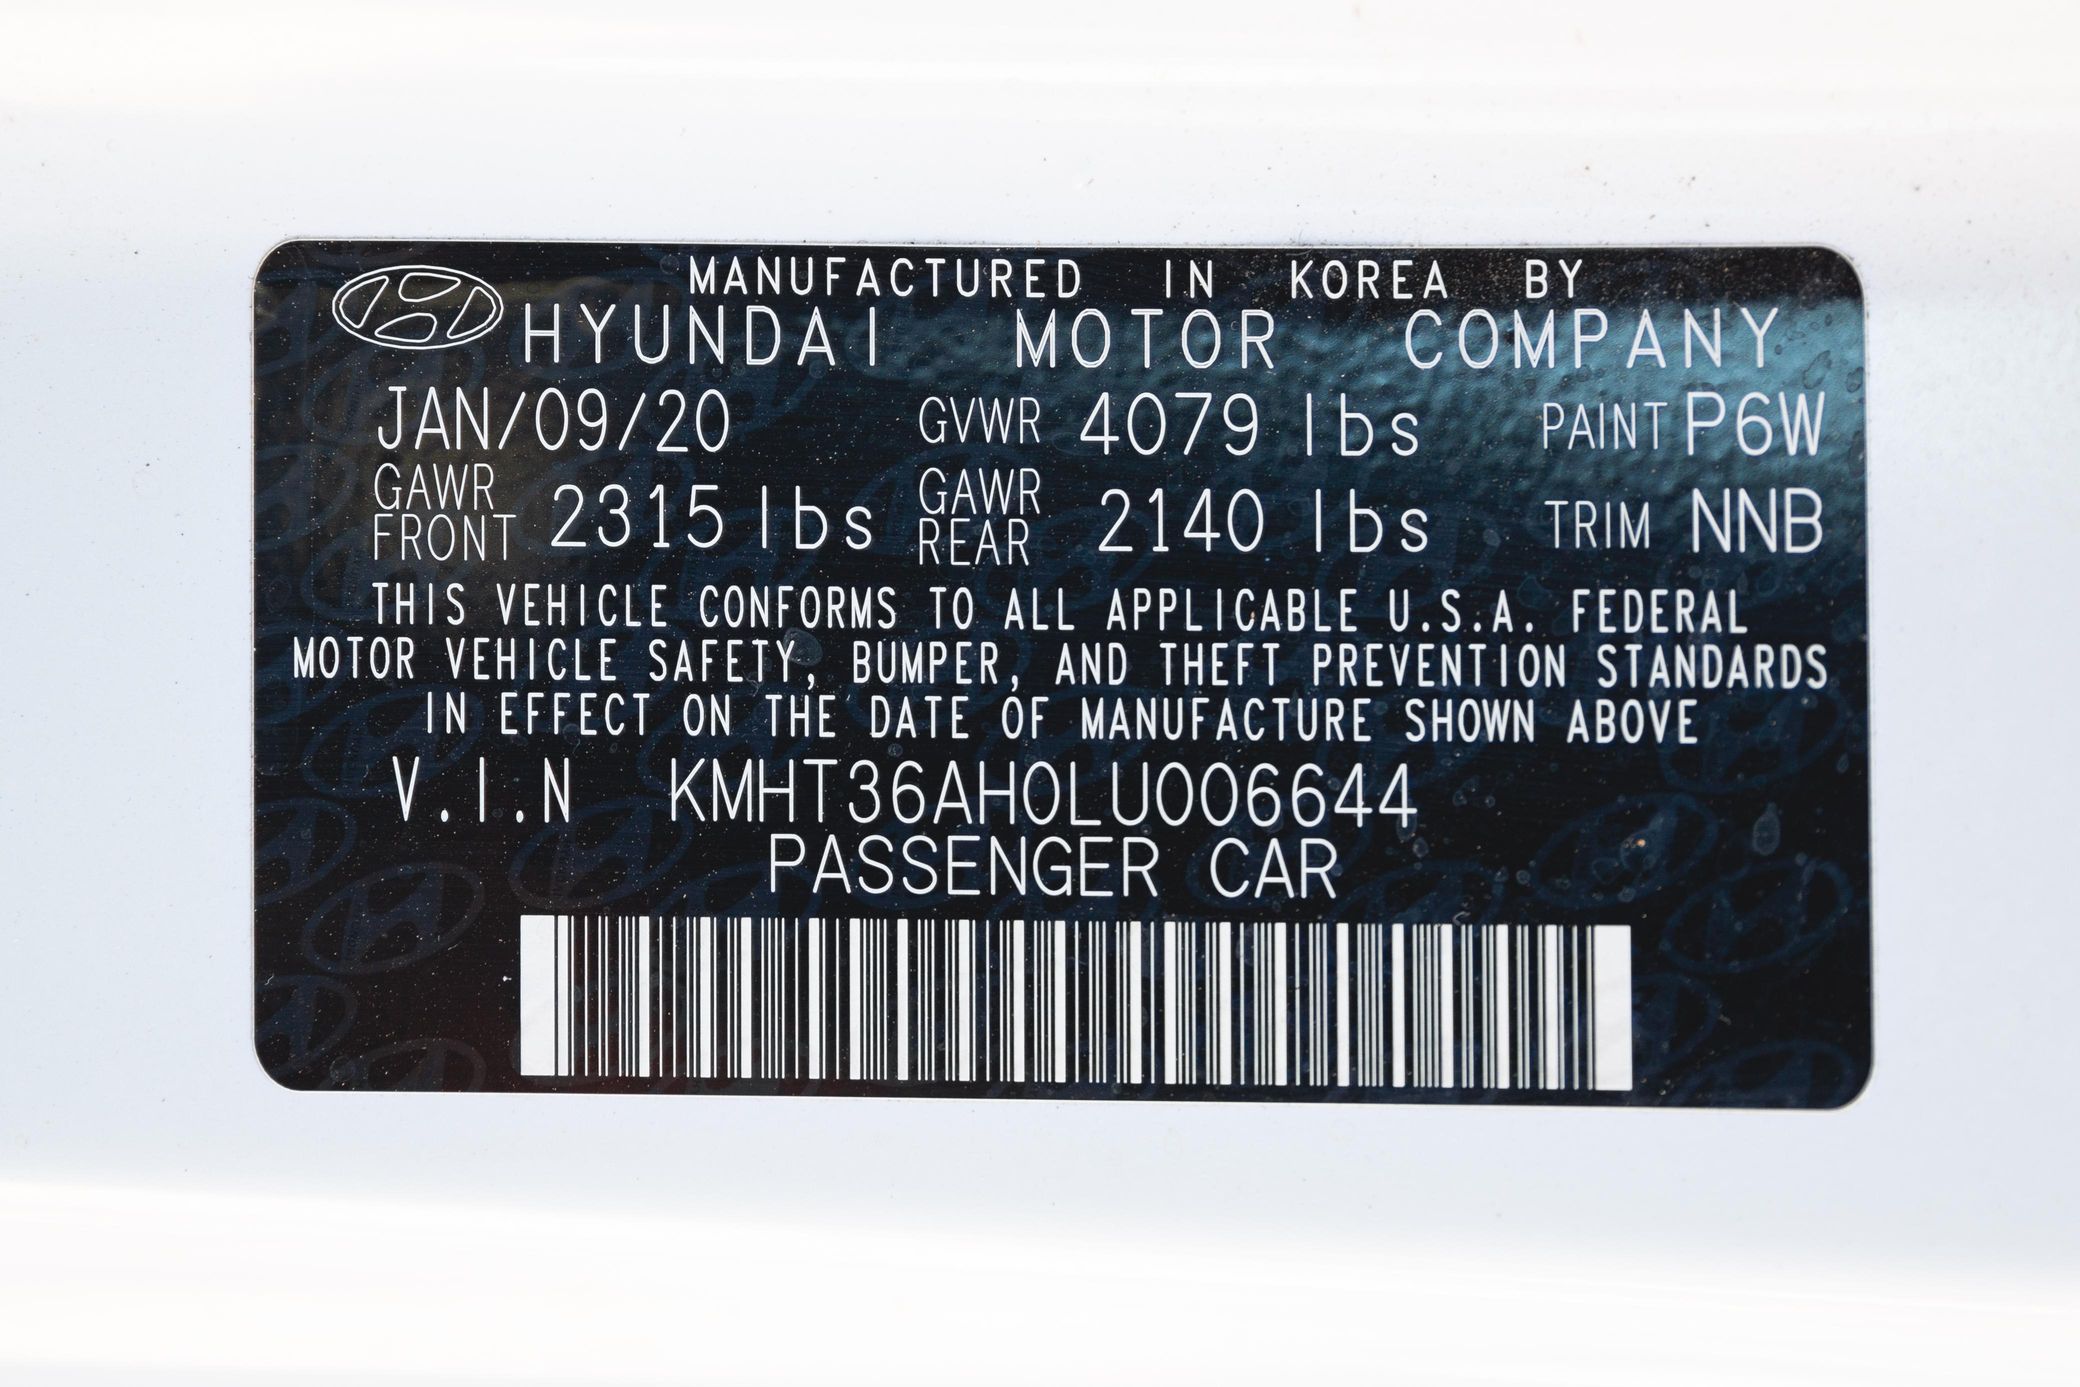 MANUFACTURED IN KOREA BY
HYUNDAI MOTOR COMPANY
JAN/09/20 GVWR 4079 lbs PAINT P6W
GAWR FRONT 2315 lbs GAWR REAR 2140 lbs TRIM NNB
THIS VEHICLE CONFORMS TO ALL APPLICABLE U.S.A. FEDERAL
MOTOR VEHICLE SAFETY, BUMPER, AND THEFT PREVENTION STANDARDS
IN EFFECT ON THE DATE OF MANUFACTURE SHOWN ABOVE
V.I.N KMHT36AH0LU006644
PASSENGER CAR